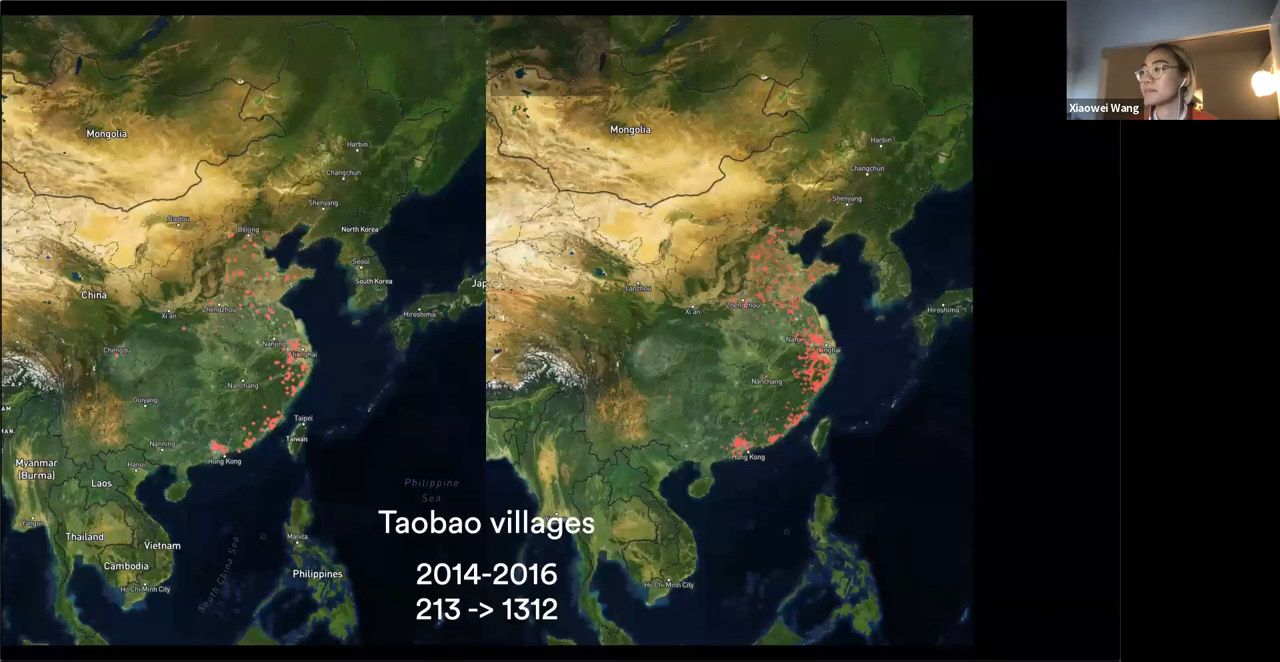 Mongolia
Harbin
Changchun
Shenyang
Baotou
Beijing
North Korea
Seoul
South Korea
Jap
China
Zhengzhou
Xi'an
Hiroshima
Nanjing
Shanghai
Chengdu
Nanchang
Guiyang
Taipei
Taiwan
Nanning
Hong Kong
Hanoi
Myanmar
(Burma)
Laos
Philippine
Sea
Yangon
Thailand
Vietnam
Manila
Cambodia
Philippines
Ho Chi Minh City
South China Sea
Mongolia
Harbin
Changchun
Shenyang
Lanzhou
Zhengzhou
Xi'an
Hiroshima
Nanjing
Shanghai
Nanchang
Hong Kong
Ho Chi Minh City
Taobao villages
2014-2016
213 -> 1312
Xiaowei Wang